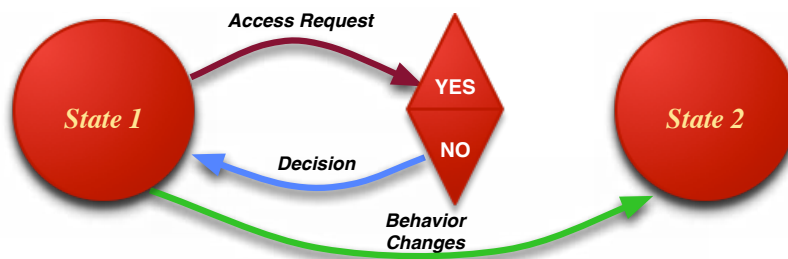 Access Request
State 1
YES
NO
State 2
Decision
Behavior
Changes